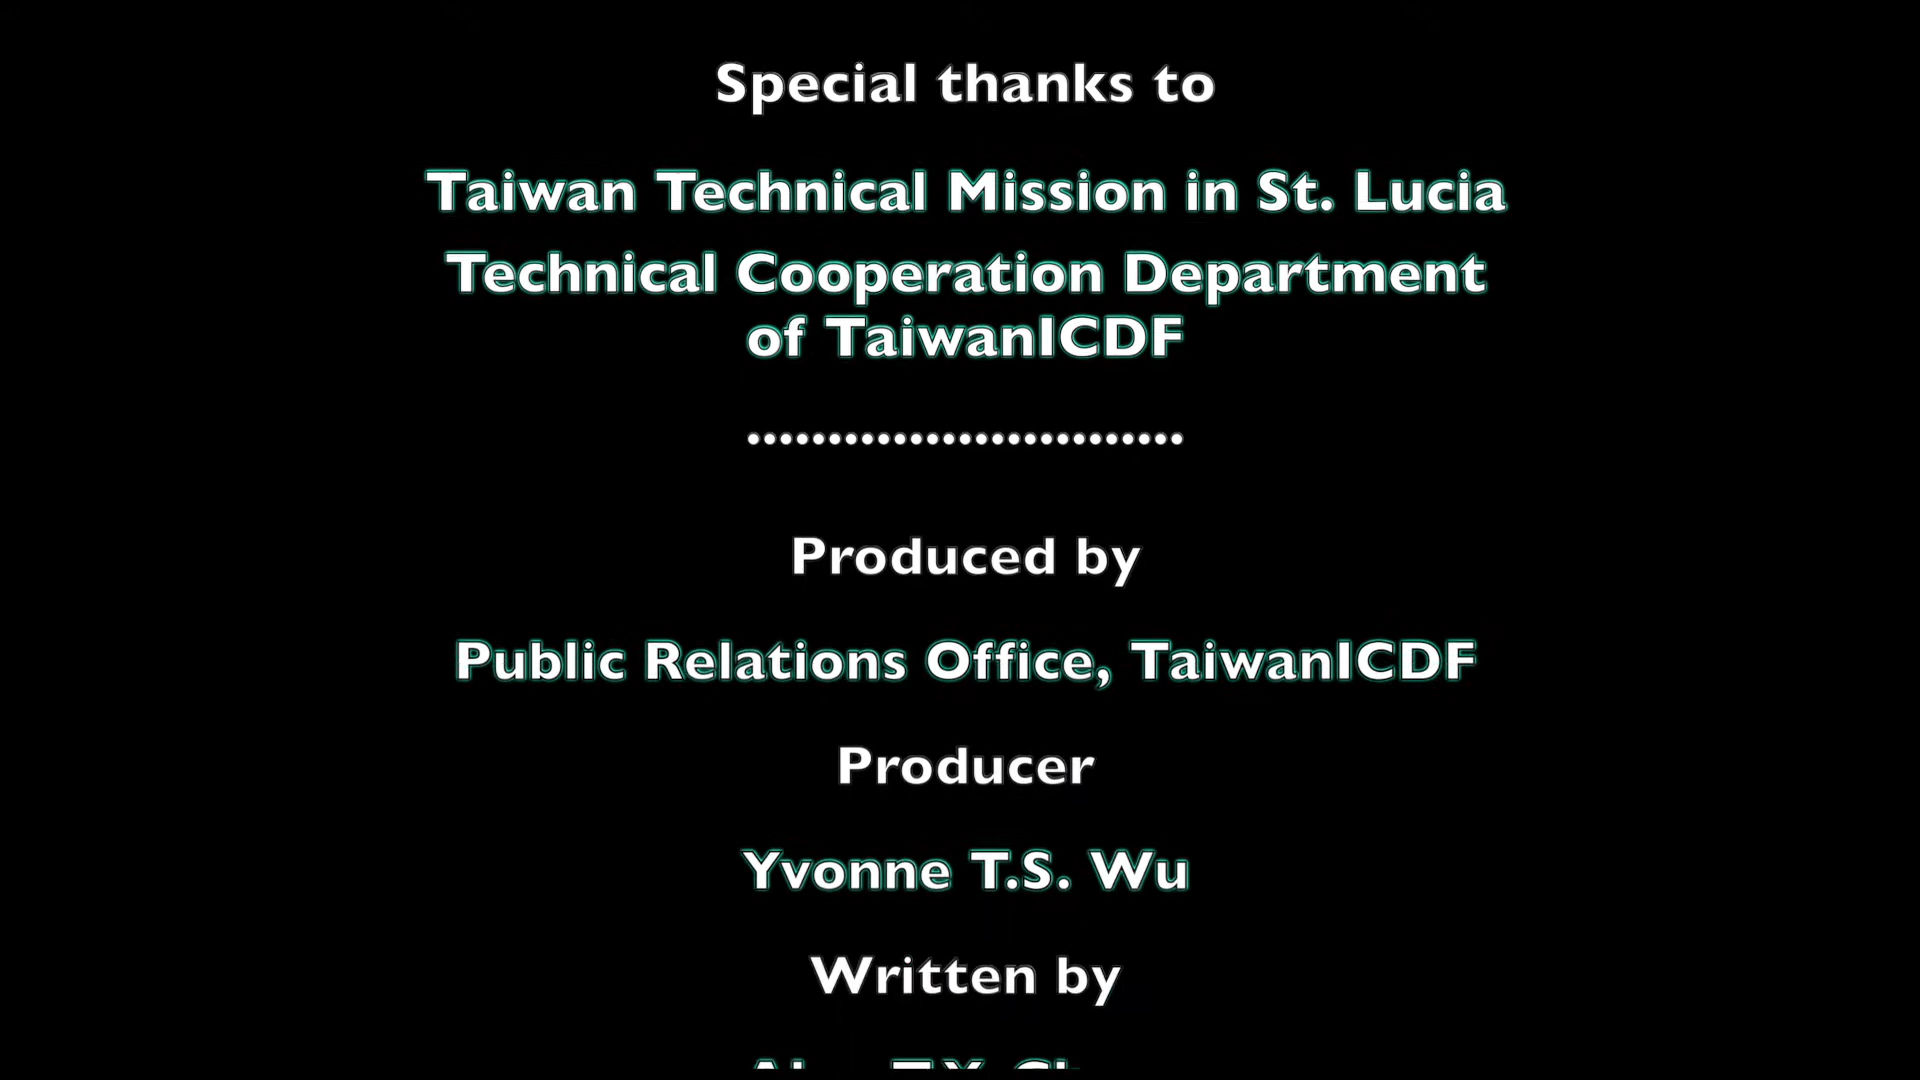 Special thanks to
Taiwan Technical Mission in St. Lucia
Technical Cooperation Department
of TaiwanICDF
...........................
Produced by
Public Relations Office, TaiwanICDF
Producer
Yvonne T.S. Wu
Written by